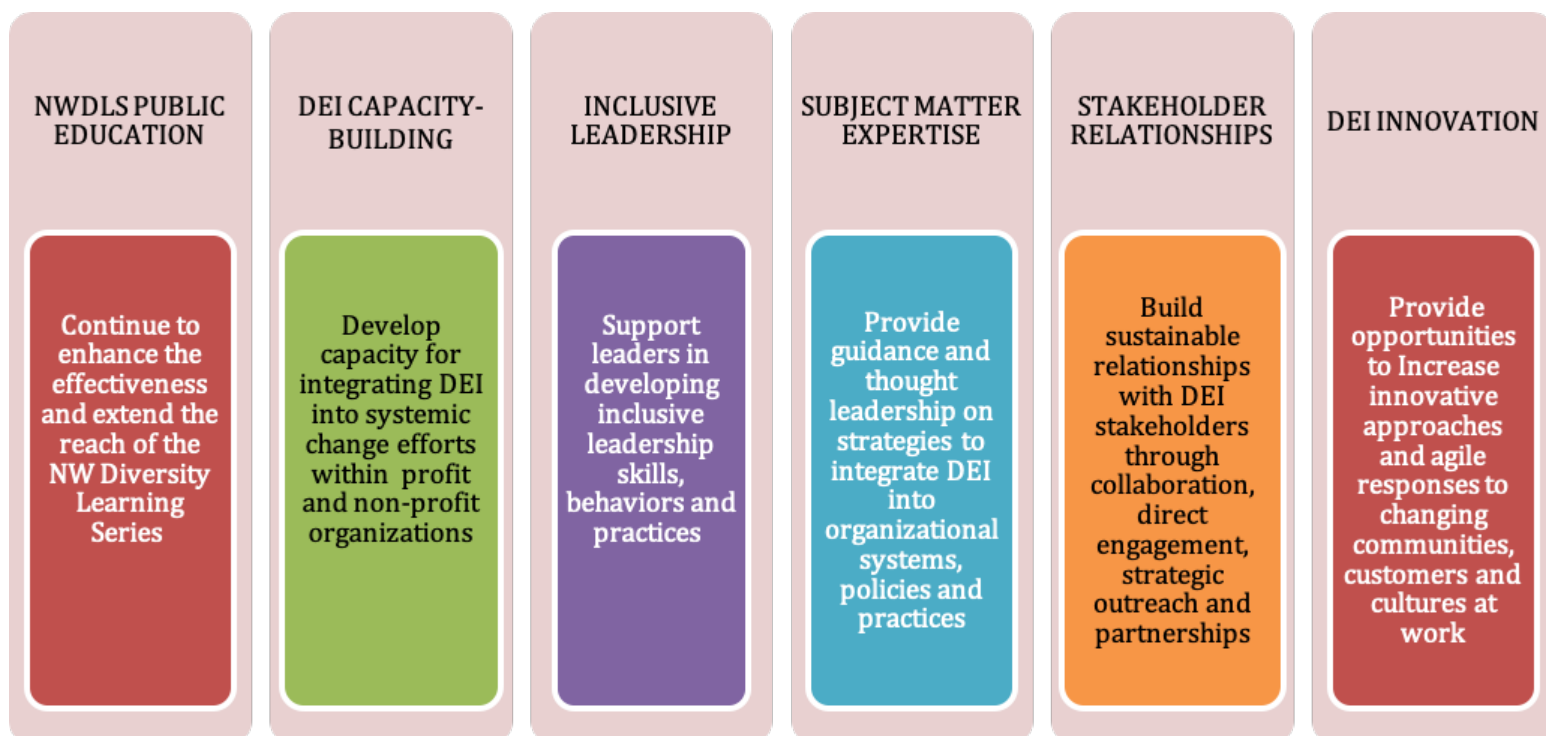 NWDLS PUBLIC
EDUCATION
Continue to
enhance the
effectiveness
and extend the
reach of the
NW Diversity
Learning
Series
DEI CAPACITY-
BUILDING
Develop
capacity for
integrating DEI
into systemic
change efforts
within profit
and non-profit
organizations
INCLUSIVE
LEADERSHIP
Support
leaders in
developing
inclusive
leadership
skills,
behaviors and
practices
SUBJECT MATTER
EXPERTISE
Provide
guidance and
thought
leadership on
strategies to
integrate DEI
into
organizational
systems,
policies and
practices
STAKEHOLDER
RELATIONSHIPS
Build
sustainable
relationships
with DEI
stakeholders
through
collaboration,
direct
engagement,
strategic
outreach and
partnerships
DEI INNOVATION
Provide
opportunities
to Increase
innovative
approaches
and agile
responses to
changing
communities,
customers and
cultures at
work